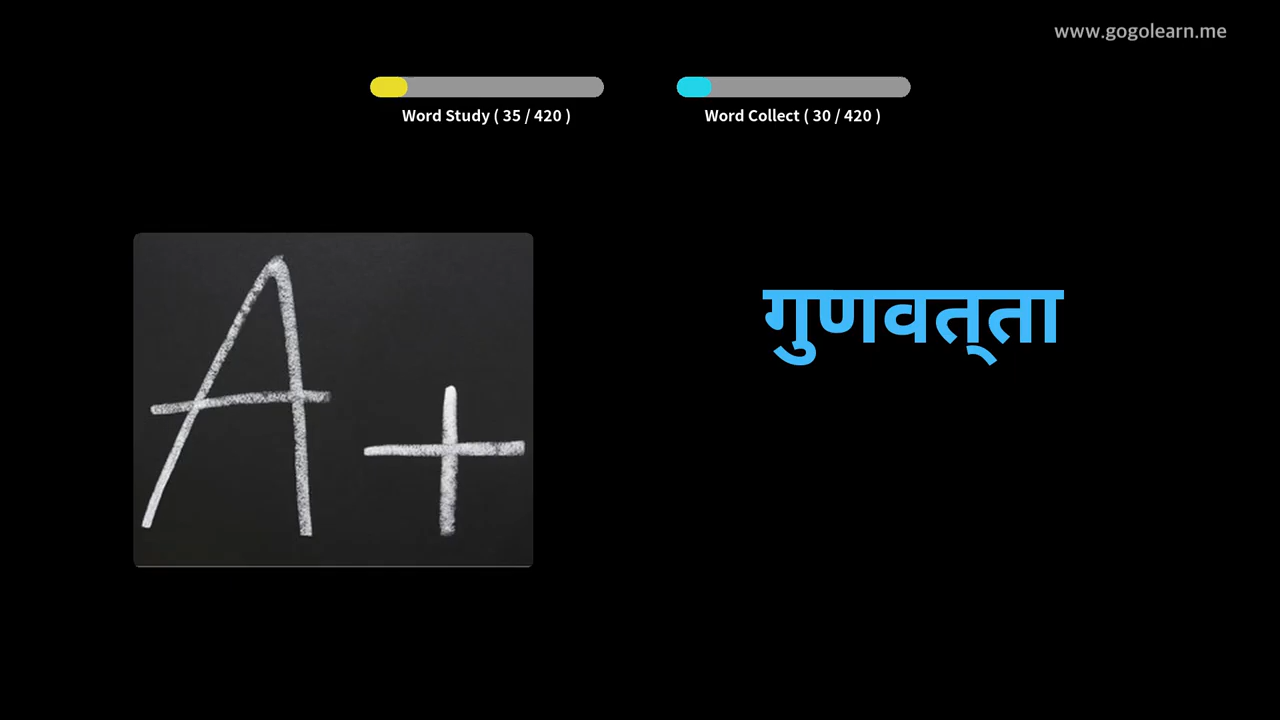 www.gogolearn.me
Word Study ( 35 / 420 )
Word Collect ( 30 / 420 )
A+
गुणवत्‌ता